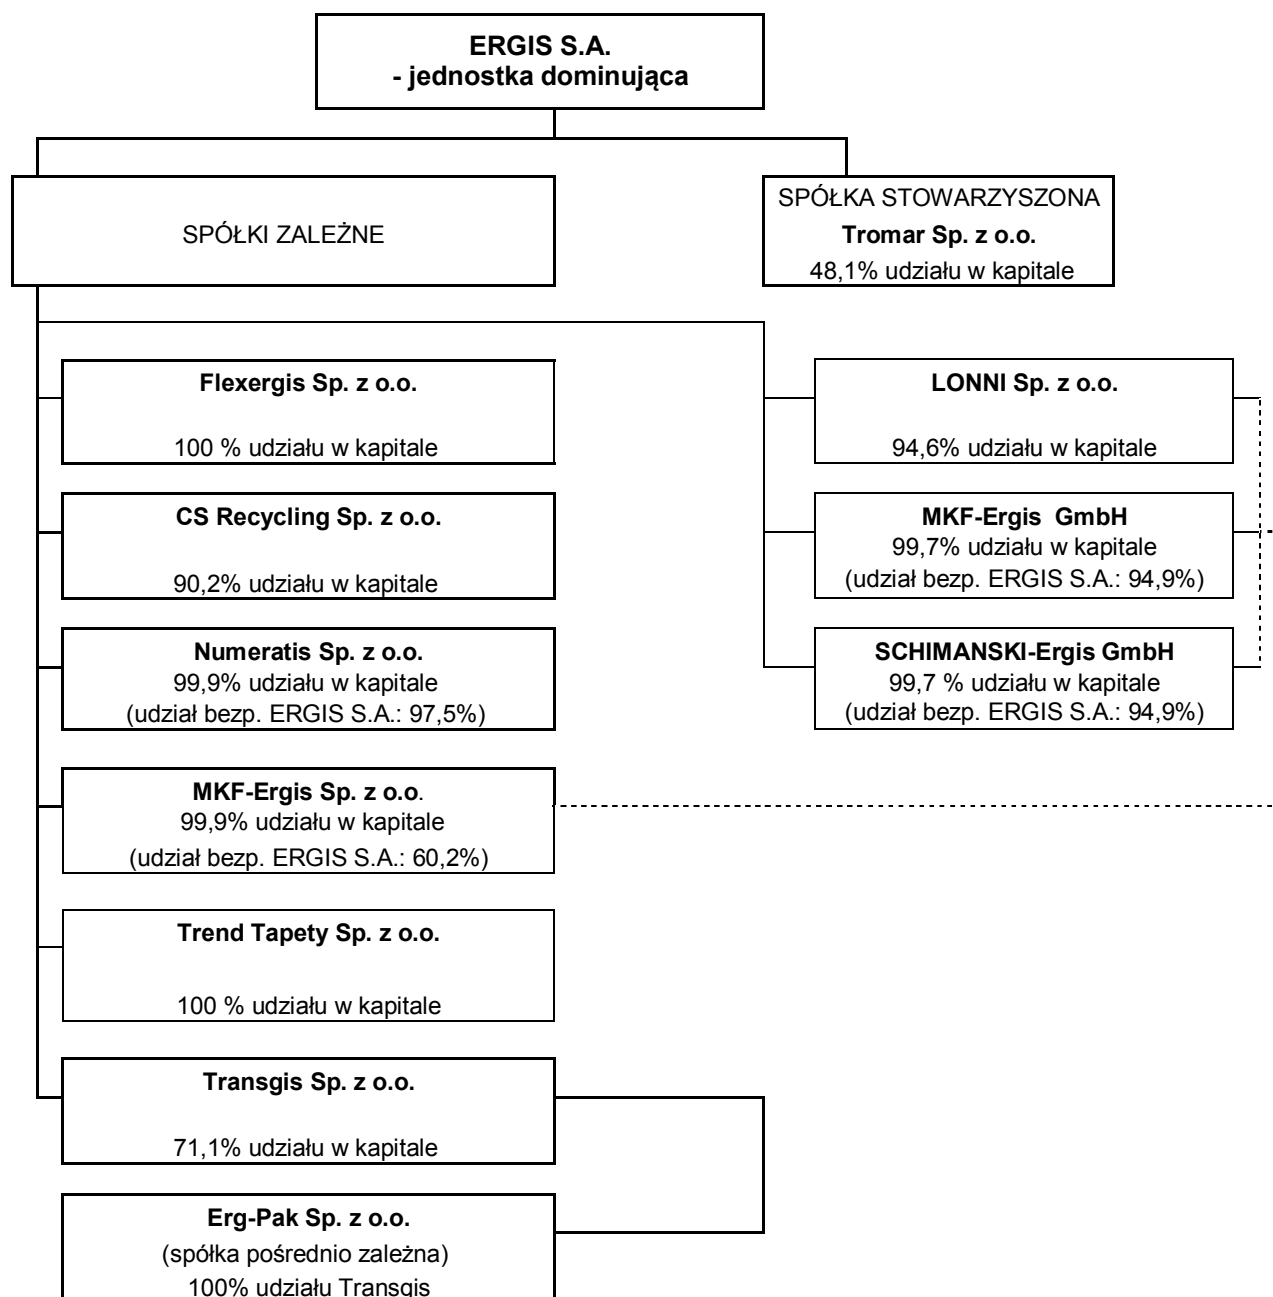 ERGIS S.A.
- jednostka dominująca
SPÓŁKI ZALEŻNE
SPÓŁKA STOWARZYSZONA
Tromar Sp. z o.o.
48,1% udziału w kapitale
Flexergis Sp. z o.o.
100 % udziału w kapitale
CS Recycling Sp. z o.o.
90,2% udziału w kapitale
Numeratis Sp. z o.o.
99,9% udziału w kapitale
(udział bezp. ERGIS S.A.: 97,5%)
MKF-Ergis Sp. z o.o.
99,9% udziału w kapitale
(udział bezp. ERGIS S.A.: 60,2%)
Trend Tapety Sp. z o.o.
100 % udziału w kapitale
Transgis Sp. z o.o.
71,1% udziału w kapitale
Erg-Pak Sp. z o.o.
(spółka pośrednio zależna)
100% udziału Transgis
LONNI Sp. z o.o.
94,6% udziału w kapitale
MKF-Ergis GmbH
99,7% udziału w kapitale
(udział bezp. ERGIS S.A.: 94,9%)
SCHIMANSKI-Ergis GmbH
99,7 % udziału w kapitale
(udział bezp. ERGIS S.A.: 94,9%)